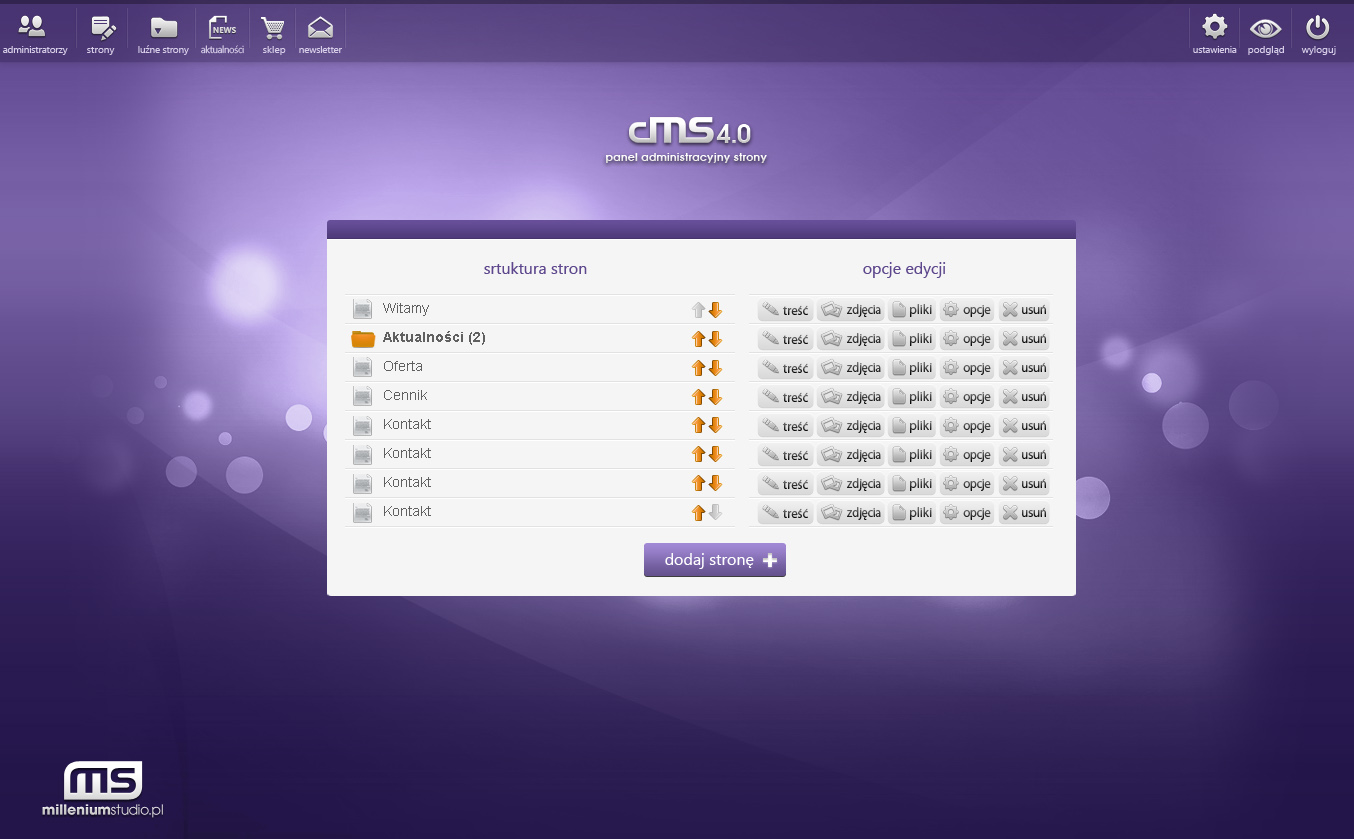 administratorzy strony luźne strony NEWS aktualności sklep newsletter ustawienia podgląd wyloguj
cms 4.0
panel administracyjny strony
srtuktura stron opcje edycji
Witamy treść zdjęcia pliki opcje usuń
Aktualności (2) treść zdjęcia pliki opcje usuń
Oferta treść zdjęcia pliki opcje usuń
Cennik treść zdjęcia pliki opcje usuń
Kontakt treść zdjęcia pliki opcje usuń
Kontakt treść zdjęcia pliki opcje usuń
Kontakt treść zdjęcia pliki opcje usuń
Kontakt treść zdjęcia pliki opcje usuń
dodaj stronę
ms
milleniumstudio.pl